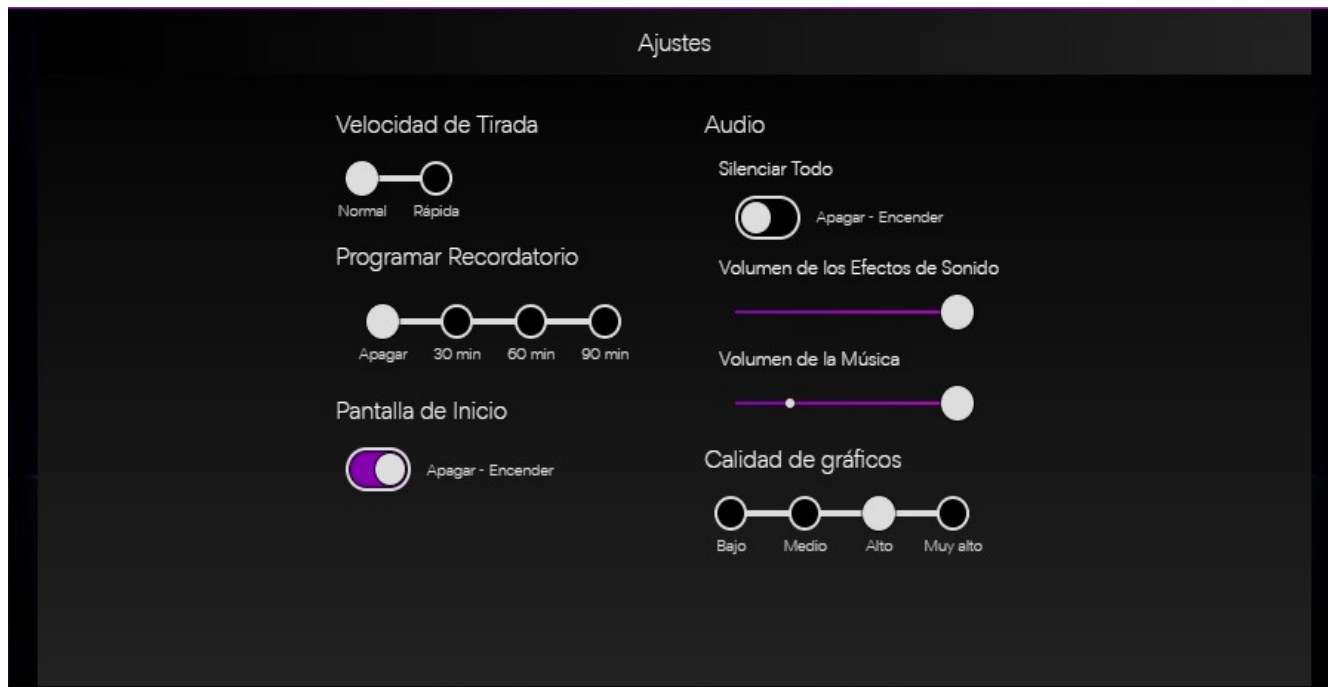 Ajustes
Velocidad de Tirada
Normal Rápida
Programar Recordatorio
Apagar 30 min 60 min 90 min
Pantalla de Inicio
Apagar - Encender
Audio
Silenciar Todo
Apagar - Encender
Volumen de los Efectos de Sonido
Volumen de la Música
Calidad de gráficos
Bajo Medio Alto Muy alto